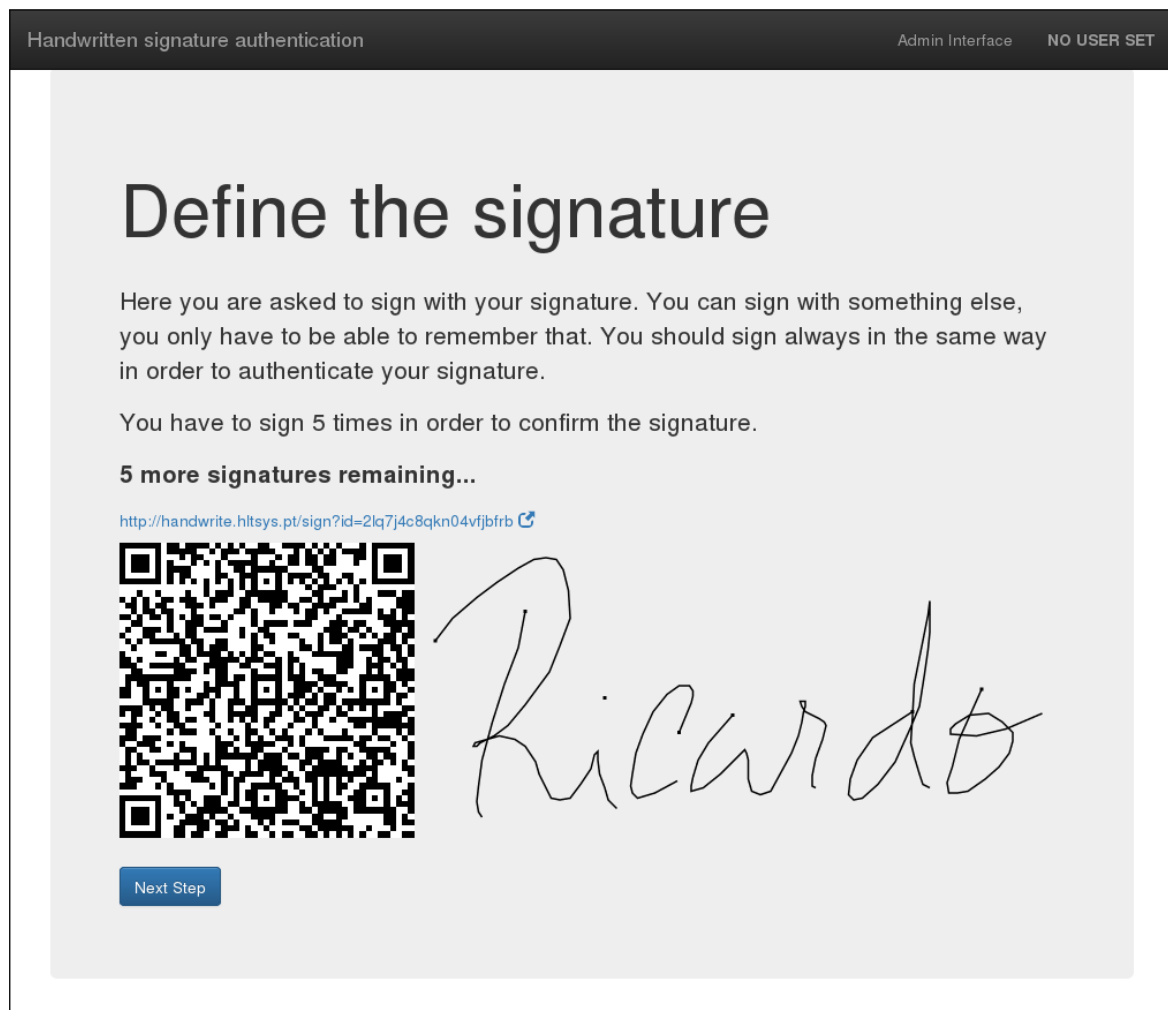 Handwritten signature authentication
Admin Interface
NO USER SET
Define the signature
Here you are asked to sign with your signature. You can sign with something else,
you only have to be able to remember that. You should sign always in the same way
in order to authenticate your signature.
You have to sign 5 times in order to confirm the signature.
5 more signatures remaining...
http://handwrite.hltsys.pt/sign?id=2lq7j4c8qkn04vfjbfrb
Ricardo
Next Step